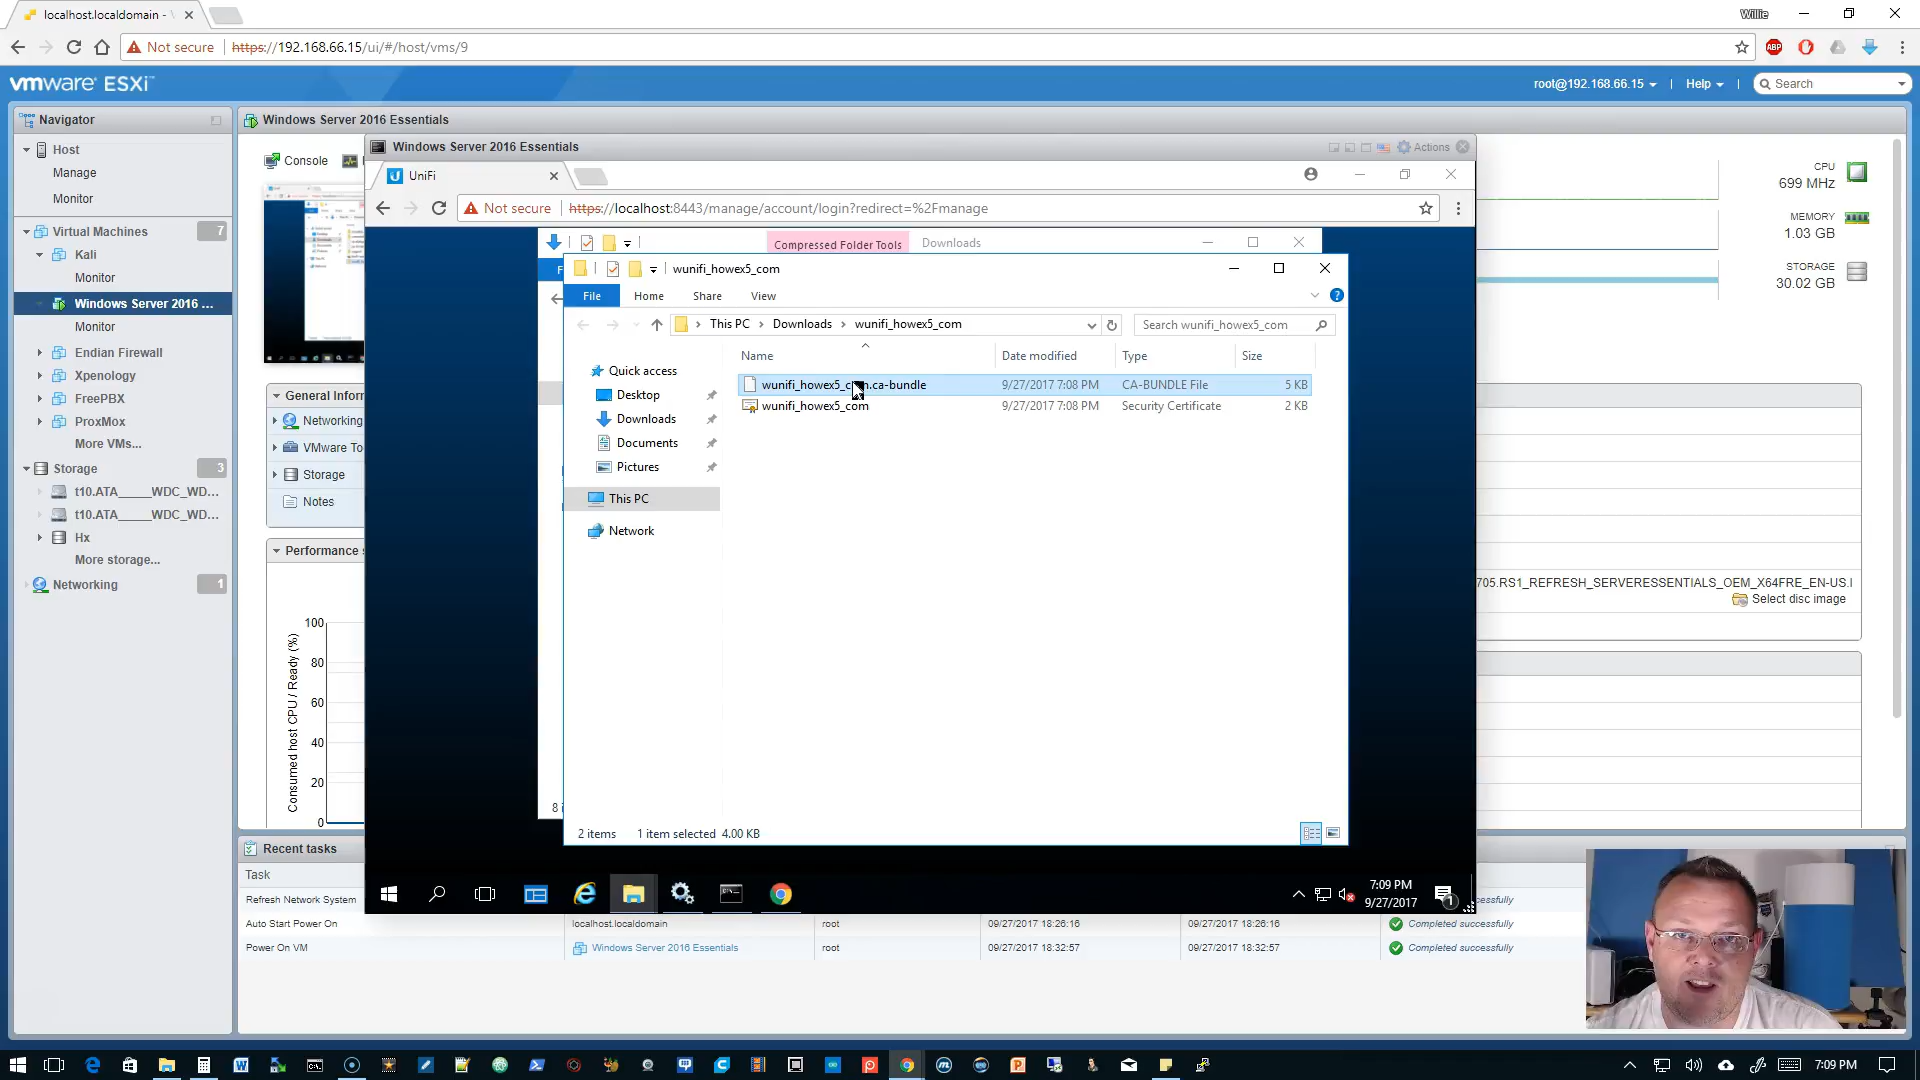 localhost.localdomain -
Willie
Not secure https://192.168.66.15/ui/#/host/vms/9
ABP
vmware ESXi
root@192.168.66.15 | Help | Search
Navigator
Host
Manage
Monitor
Virtual Machines 7
Kali
Monitor
Windows Server 2016 ...
Monitor
Endian Firewall
Xpenology
FreePBX
ProxMox
More VMs...
Storage 3
t10.ATA_____WDC_WD...
t10.ATA_____WDC_WD...
Hx
More storage...
Networking 1
Windows Server 2016 Essentials
Console
General Inforr
Networking
VMware To
Storage
Notes
Performance s
Consumed host CPU / Ready (%)
100
80
60
40
20
0
CPU
699 MHz
MEMORY
1.03 GB
STORAGE
30.02 GB
705.RS1_REFRESH_SERVERESSENTIALS_OEM_X64FRE_EN-US.I
Select disc image
Windows Server 2016 Essentials
Actions
UniFi
Not secure https://localhost:8443/manage/account/login?redirect=%2Fmanage
Compressed Folder Tools Downloads
F
wunifi_howex5_com
File Home Share View
This PC > Downloads > wunifi_howex5_com
Search wunifi_howex5_com
Quick access
Desktop
Downloads
Documents
Pictures
This PC
Network
Name Date modified Type Size
wunifi_howex5_c m.ca-bundle 9/27/2017 7:08 PM CA-BUNDLE File 5 KB
wunifi_howex5_com 9/27/2017 7:08 PM Security Certificate 2 KB
8 i
2 items 1 item selected 4.00 KB
7:09 PM
9/27/2017
1
Recent tasks
Task
Refresh Network System ssfully
Auto Start Power On localhost.localdomain root 09/27/2017 18:26:16 09/27/2017 18:26:16 Completed successfully
Power On VM Windows Server 2016 Essentials root 09/27/2017 18:32:57 09/27/2017 18:32:57 Completed successfully
7:09 PM